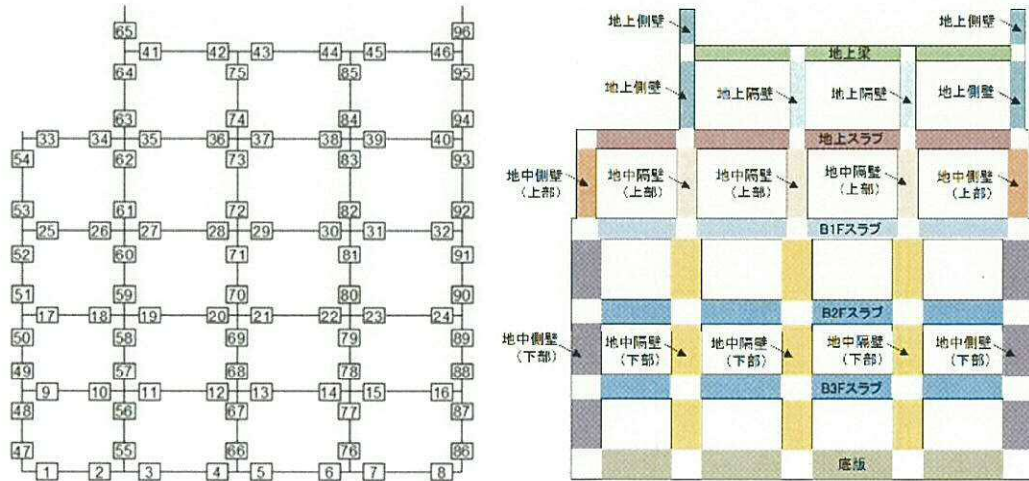 65 96
41 42 43 44 45 46
64 75 85 95
63 74 84 94
33 34 35 36 37 38 39 40
54 62 73 83 93
53 61 72 82 92
25 26 27 28 29 30 31 32
52 60 71 81 91
51 59 70 80 90
17 18 19 20 21 22 23 24
50 58 69 79 89
49 57 68 78 88
9 10 11 12 13 14 15 16
48 56 67 77 87
47 55 66 76 86
1 2 3 4 5 6 7 8
地上側壁 地上側壁
地上梁
地上側壁 地上隔壁 地上隔壁 地上側壁
地上スラブ
地中側壁 地中隔壁 地中隔壁 地中隔壁 地中側壁
(上部) (上部) (上部) (上部) (上部)
B1Fスラブ
B2Fスラブ
地中側壁 地中隔壁 地中隔壁 地中隔壁 地中側壁
(下部) (下部) (下部) (下部) (下部)
B3Fスラブ
底版